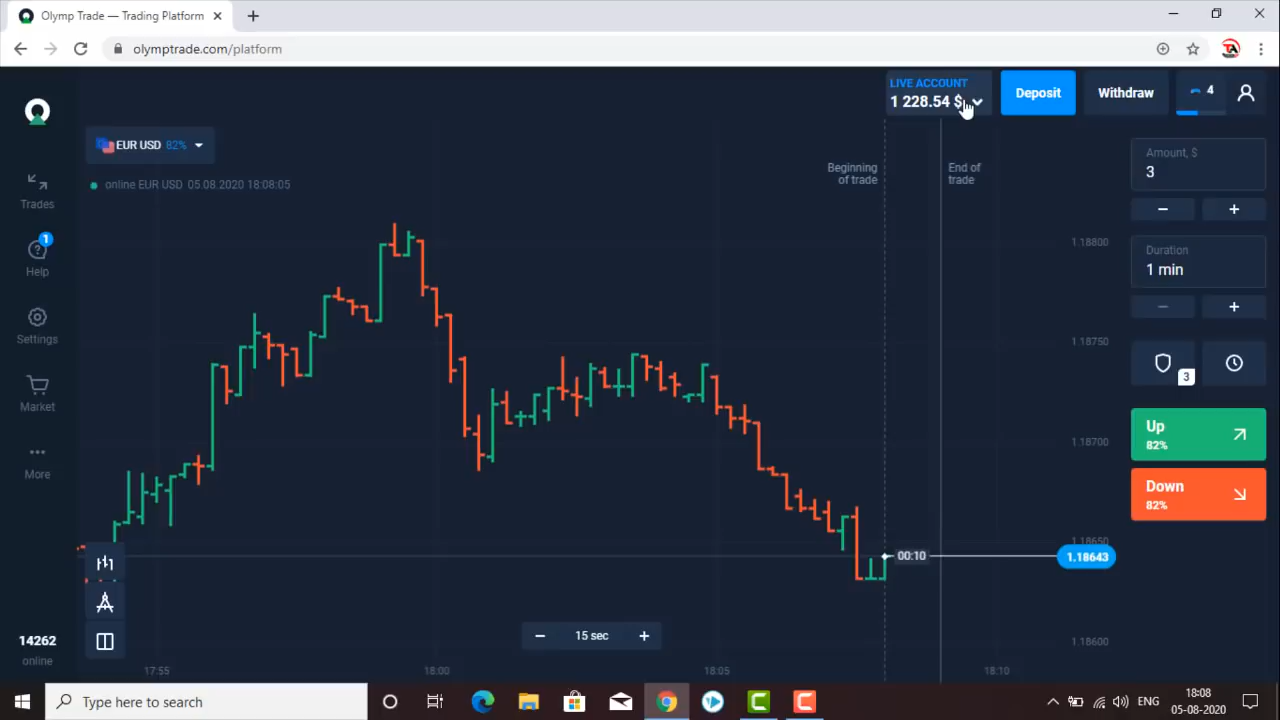 Olymp Trade — Trading Platform
olymptrade.com/platform
LIVE ACCOUNT
1 228.54 $
Deposit
Withdraw
4
EUR USD 82%
online EUR USD 05.08.2020 18:08:05
Beginning
of trade
End of
trade
Trades
1
Help
Settings
Market
More
14262
online
1.18800
1.18750
1.18700
1.18650
1.18643
1.18600
00:10
15 sec
17:55
18:00
18:05
18:10
Amount, $
3
Duration
1 min
3
Up
82%
Down
82%
Type here to search
ENG
18:08
05-08-2020